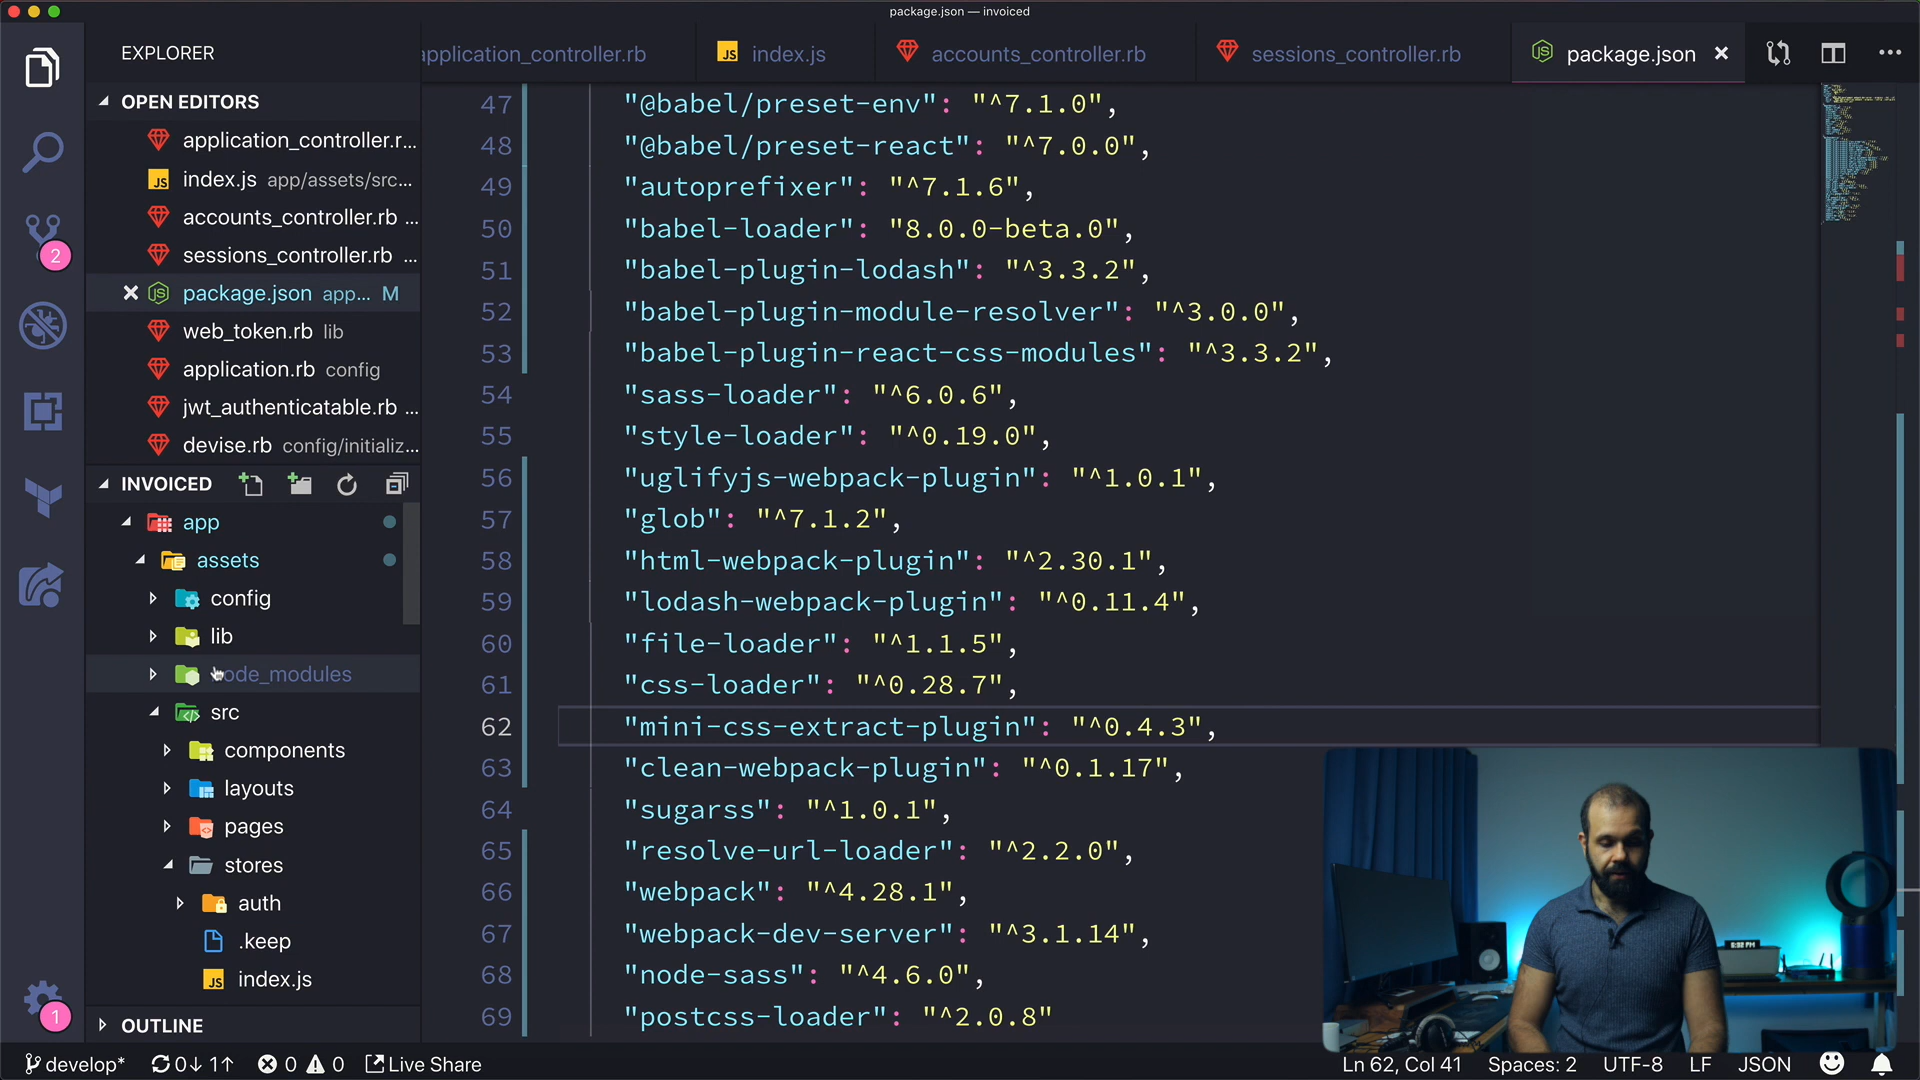 package.json — invoiced
EXPLORER
application_controller.rb
JS index.js
accounts_controller.rb
sessions_controller.rb
package.json
OPEN EDITORS
application_controller.r...
JS index.js app/assets/src...
accounts_controller.rb ...
sessions_controller.rb ...
package.json app... M
web_token.rb lib
application.rb config
jwt_authenticatable.rb ...
devise.rb config/initializ...
INVOICED
app
assets
config
lib
ode_modules
src
components
layouts
pages
stores
auth
.keep
JS index.js
OUTLINE
2
1
47 "@babel/preset-env": "^7.1.0",
48 "@babel/preset-react": "^7.0.0",
49 "autoprefixer": "^7.1.6",
50 "babel-loader": "8.0.0-beta.0",
51 "babel-plugin-lodash": "^3.3.2",
52 "babel-plugin-module-resolver": "^3.0.0",
53 "babel-plugin-react-css-modules": "^3.3.2",
54 "sass-loader": "^6.0.6",
55 "style-loader": "^0.19.0",
56 "uglifyjs-webpack-plugin": "^1.0.1",
57 "glob": "^7.1.2",
58 "html-webpack-plugin": "^2.30.1",
59 "lodash-webpack-plugin": "^0.11.4",
60 "file-loader": "^1.1.5",
61 "css-loader": "^0.28.7",
62 "mini-css-extract-plugin": "^0.4.3",
63 "clean-webpack-plugin": "^0.1.17",
64 "sugarss": "^1.0.1",
65 "resolve-url-loader": "^2.2.0",
66 "webpack": "^4.28.1",
67 "webpack-dev-server": "^3.1.14",
68 "node-sass": "^4.6.0",
69 "postcss-loader": "^2.0.8"
develop* 0↓ 1↑ 0 0 Live Share
Ln 62, Col 41 Spaces: 2 UTF-8 LF JSON